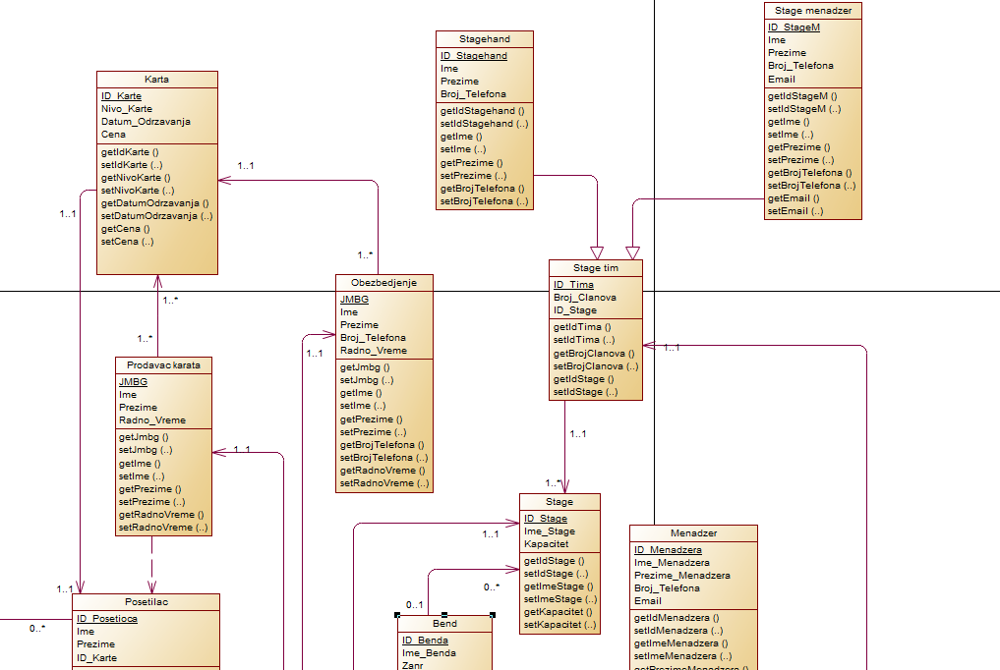 Karta
ID_Karte
Nivo_Karte
Datum_Odrzavanja
Cena
getIdKarte ()
setIdKarte (..)
getNivoKarte ()
setNivoKarte (..)
getDatumOdrzavanja ()
setDatumOdrzavanja (..)
getCena ()
setCena (..)
Stagehand
ID_Stagehand
Ime
Prezime
Broj_Telefona
getIdStagehand ()
setIdStagehand (..)
getIme ()
setIme (..)
getPrezime ()
setPrezime (..)
getBrojTelefona ()
setBrojTelefona (..)
Stage menadzer
ID_StageM
Ime
Prezime
Broj_Telefona
Email
getIdStageM ()
setIdStageM (..)
getIme ()
setIme (..)
getPrezime ()
setPrezime (..)
getBrojTelefona ()
setBrojTelefona (..)
getEmail ()
setEmail (..)
1..1
1..1
1..*
1..*
1..*
Obezbedjenje
JMBG
Ime
Prezime
Broj_Telefona
Radno_Vreme
getJmbg ()
setJmbg (..)
getIme ()
setIme (..)
getPrezime ()
setPrezime (..)
getBrojTelefona ()
setBrojTelefona (..)
getRadnoVreme ()
setRadnoVreme (..)
Stage tim
ID_Tima
Broj_Clanova
ID_Stage
getIdTima ()
setIdTima (..)
getBrojClanova ()
setBrojClanova (..)
getIdStage ()
setIdStage (..)
1..1
1..1
Prodavac karata
JMBG
Ime
Prezime
Radno_Vreme
getJmbg ()
setJmbg (..)
getIme ()
setIme (..)
getPrezime ()
setPrezime (..)
getRadnoVreme ()
setRadnoVreme (..)
1..1
1..1
1..*
Stage
ID_Stage
Ime_Stage
Kapacitet
getIdStage ()
setIdStage (..)
getImeStage ()
setImeStage (..)
getKapacitet ()
setKapacitet (..)
1..1
0..*
0..1
Menadzer
ID_Menadzera
Ime_Menadzera
Prezime_Menadzera
Broj_Telefona
Email
getIdMenadzera ()
setIdMenadzera (..)
getImeMenadzera ()
setImeMenadzera (..)
getPrezimeMenadzera ()
1..1
0..*
Posetilac
ID_Posetioca
Ime
Prezime
ID_Karte
Bend
ID_Benda
Ime_Benda
Zanr